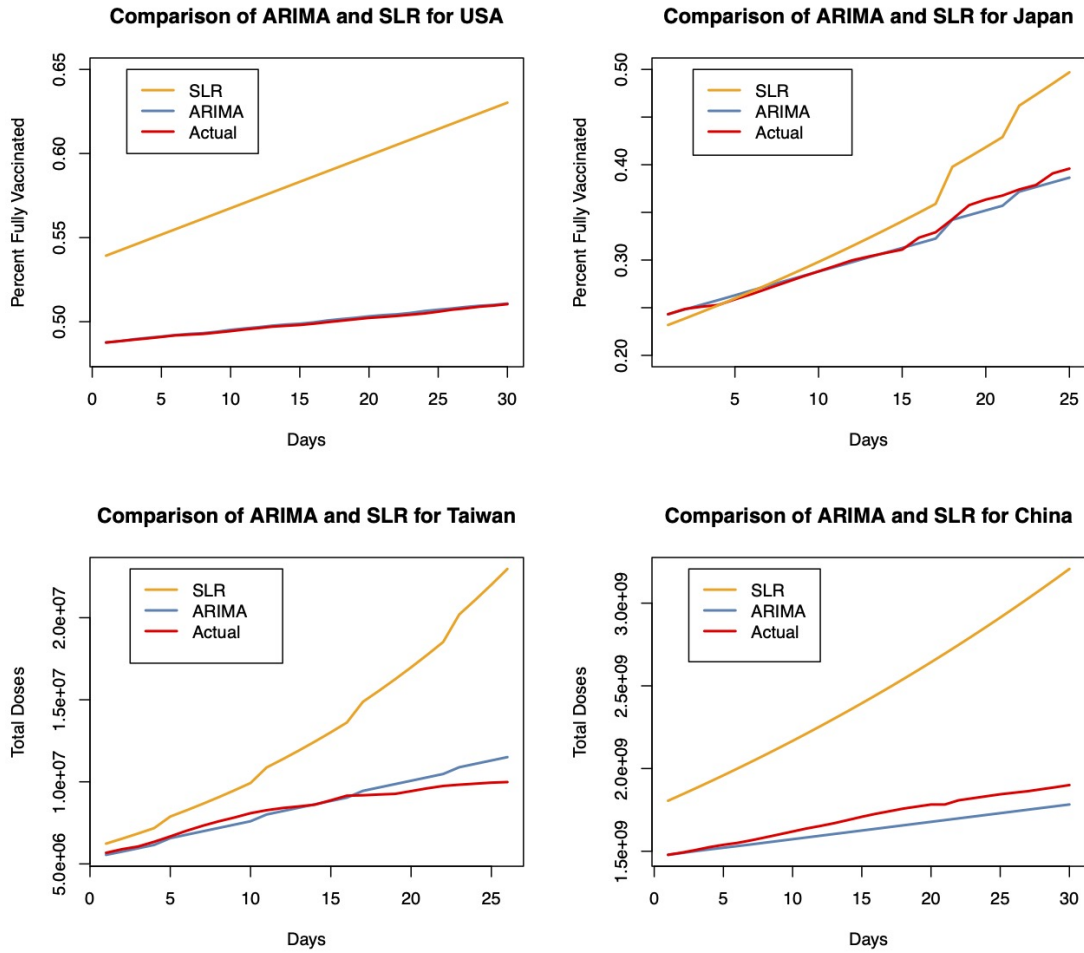 Comparison of ARIMA and SLR for USA
Percent Fully Vaccinated
0.65
0.60
0.55
0.50
SLR
ARIMA
Actual
0 5 10 15 20 25 30
Days
Comparison of ARIMA and SLR for Japan
Percent Fully Vaccinated
0.50
0.40
0.30
0.20
SLR
ARIMA
Actual
5 10 15 20 25
Days
Comparison of ARIMA and SLR for Taiwan
Total Doses
2.0e+07
1.5e+07
1.0e+07
5.0e+06
SLR
ARIMA
Actual
0 5 10 15 20 25
Days
Comparison of ARIMA and SLR for China
Total Doses
3.0e+09
2.5e+09
2.0e+09
1.5e+09
SLR
ARIMA
Actual
0 5 10 15 20 25 30
Days